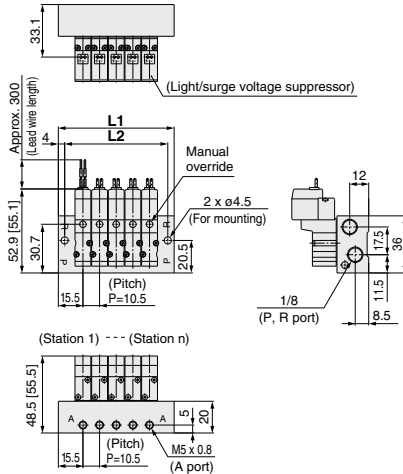 33.1
(Light/surge voltage suppressor)
Approx. 300
(Lead wire length)
L1
4
L2
Manual
override
2 x ø4.5
(For mounting)
12
52.9 [55.1]
30.7
R
R
P
P
20.5
17.5
36
11.5
(Pitch)
15.5
P=10.5
1/8
(P, R port)
8.5
(Station 1) --- (Station n)
48.5 [55.5]
A
A
5
20
(Pitch)
15.5
P=10.5
M5 x 0.8
(A port)